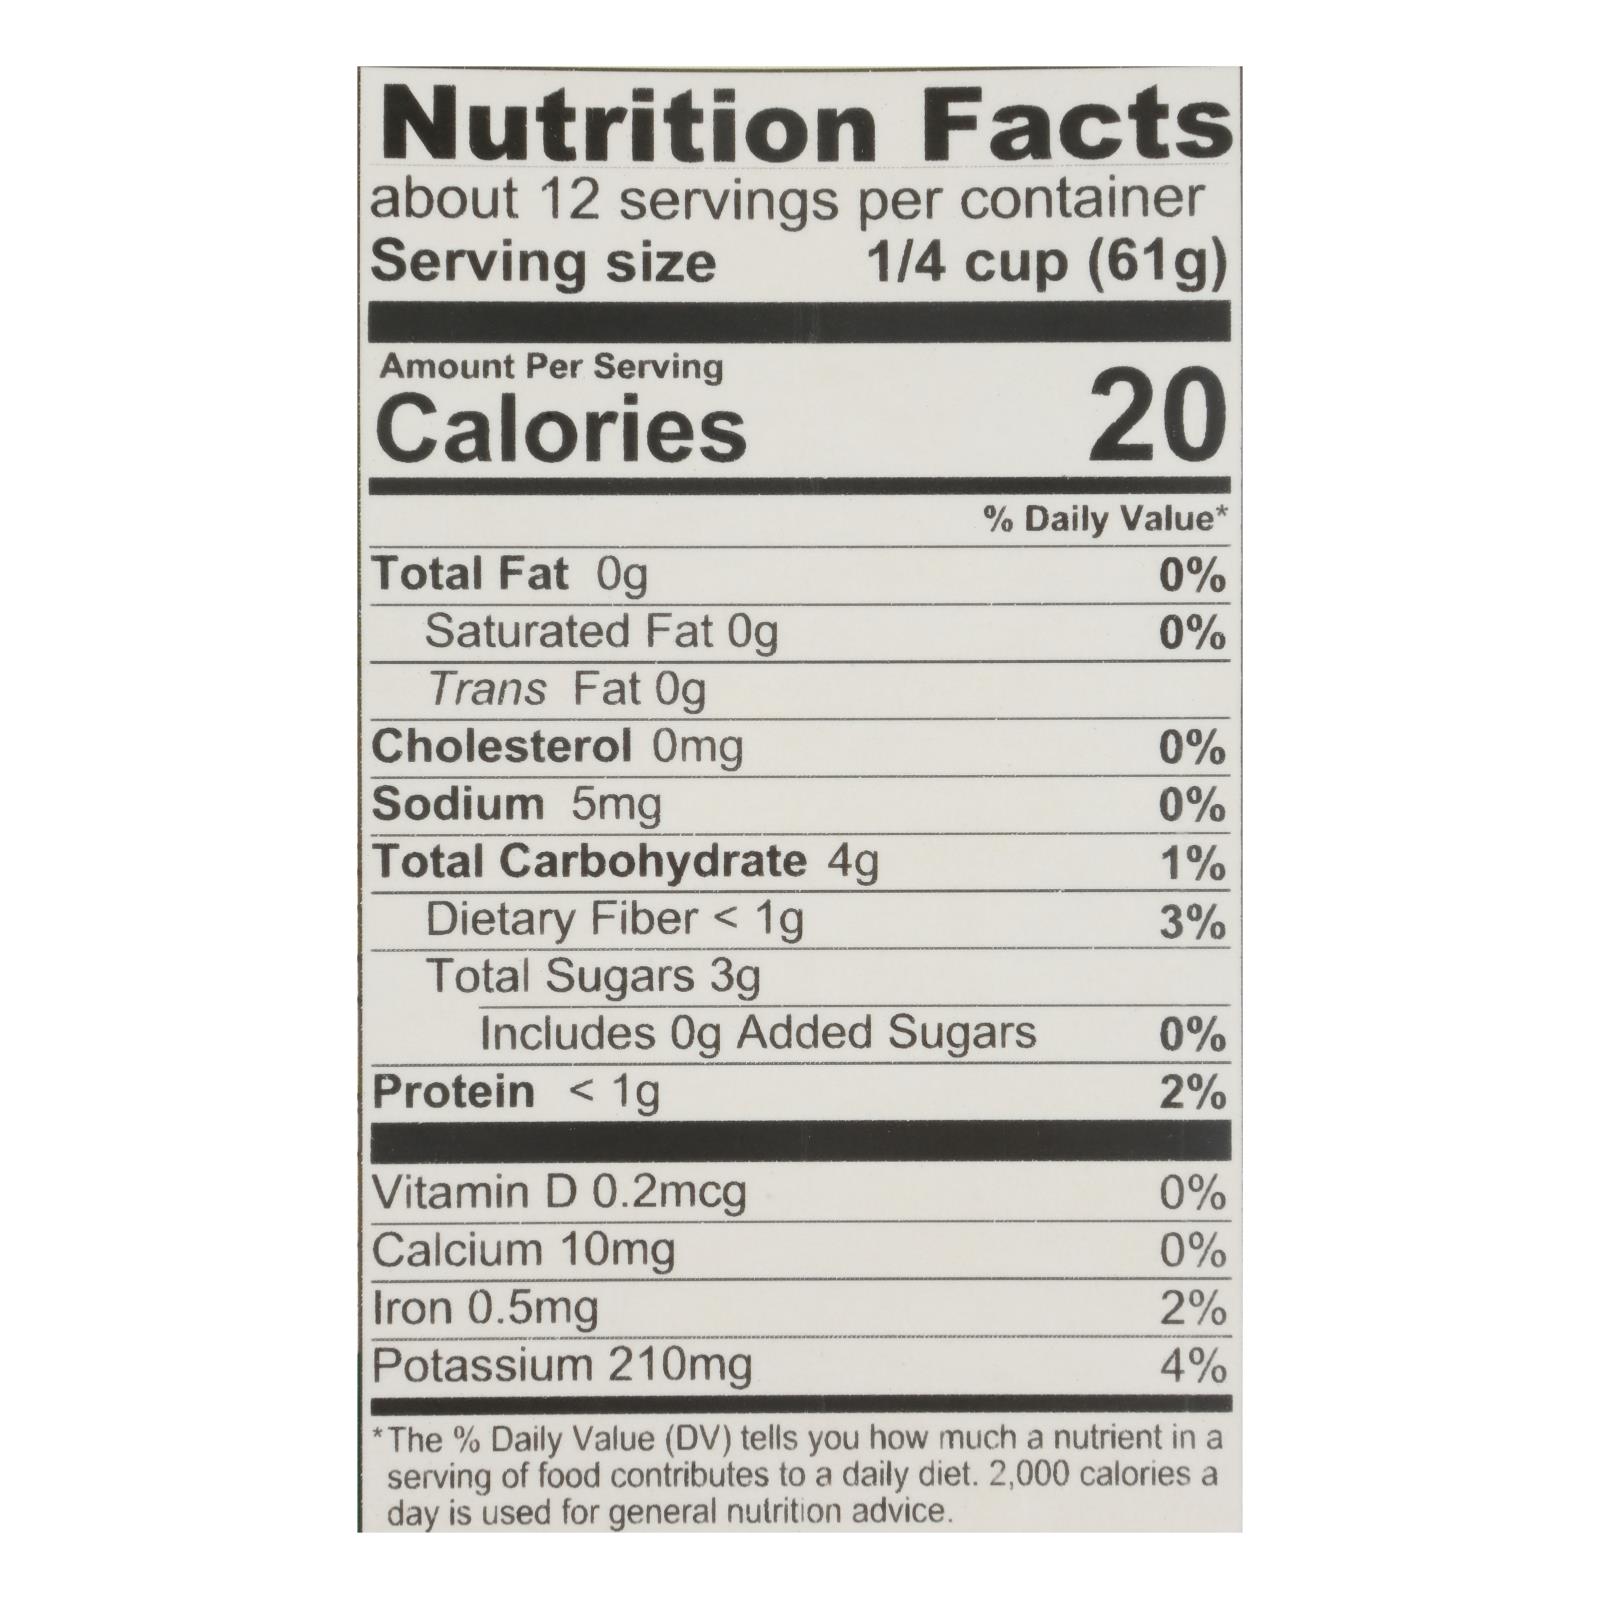 Nutrition Facts
about 12 servings per container
Serving size 1/4 cup (61g)
Amount Per Serving
Calories 20
% Daily Value*
Total Fat 0g 0%
Saturated Fat 0g 0%
Trans Fat 0g
Cholesterol 0mg 0%
Sodium 5mg 0%
Total Carbohydrate 4g 1%
Dietary Fiber < 1g 3%
Total Sugars 3g
Includes 0g Added Sugars 0%
Protein < 1g 2%
Vitamin D 0.2mcg 0%
Calcium 10mg 0%
Iron 0.5mg 2%
Potassium 210mg 4%
*The % Daily Value (DV) tells you how much a nutrient in a
serving of food contributes to a daily diet. 2,000 calories a
day is used for general nutrition advice.